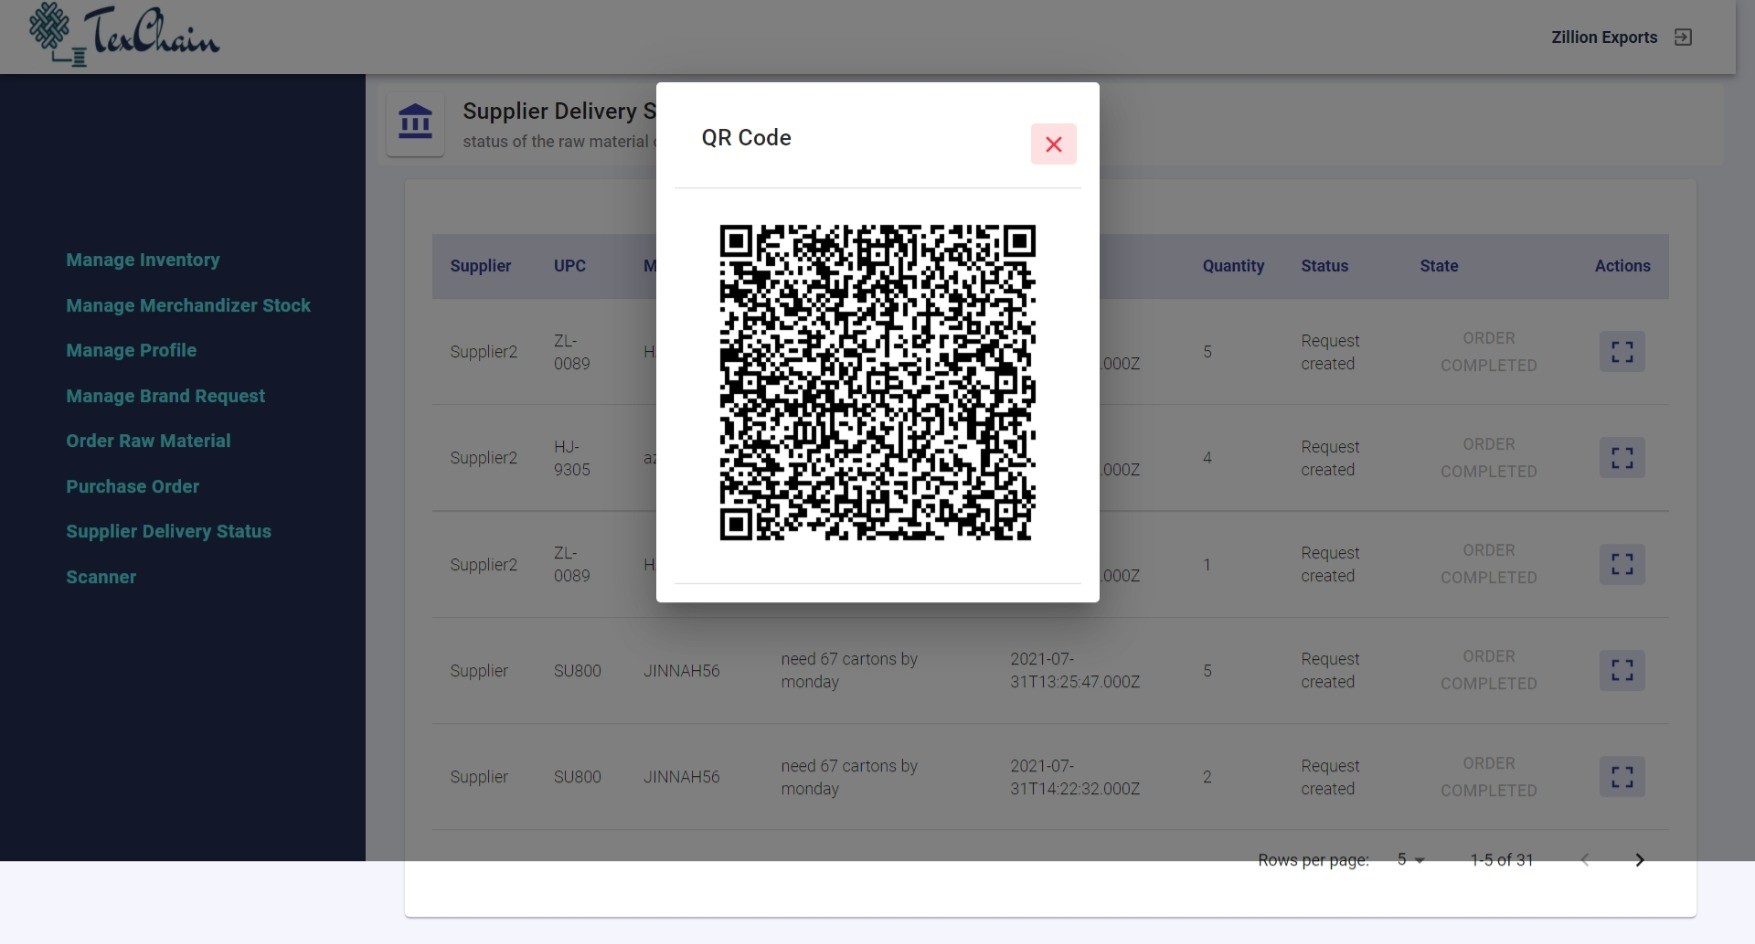 TexChain
Zillion Exports
Manage Inventory
Manage Merchandizer Stock
Manage Profile
Manage Brand Request
Order Raw Material
Purchase Order
Supplier Delivery Status
Scanner
Supplier Delivery S
status of the raw material
QR Code
Supplier UPC M Quantity Status State Actions
Supplier2 ZL-
0089 H .000Z 5 Request
created ORDER
COMPLETED
Supplier2 HJ-
9305 az .000Z 4 Request
created ORDER
COMPLETED
Supplier2 ZL-
0089 H .000Z 1 Request
created ORDER
COMPLETED
Supplier SU800 JINNAH56 need 67 cartons by
monday 2021-07-
31T13:25:47.000Z 5 Request
created ORDER
COMPLETED
Supplier SU800 JINNAH56 need 67 cartons by
monday 2021-07-
31T14:22:32.000Z 2 Request
created ORDER
COMPLETED
Rows per page: 5 1-5 of 31